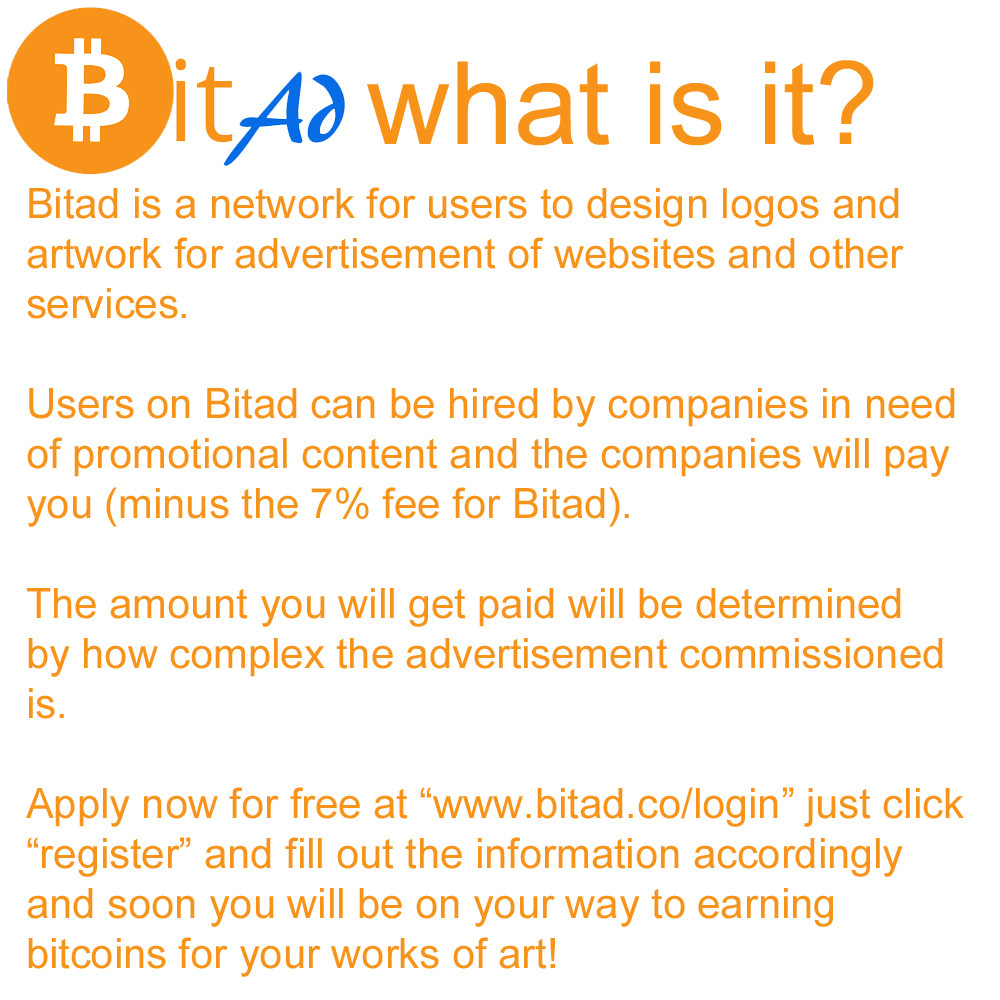 BitAd what is it?
Bitad is a network for users to design logos and
artwork for advertisement of websites and other
services.
Users on Bitad can be hired by companies in need
of promotional content and the companies will pay
you (minus the 7% fee for Bitad).
The amount you will get paid will be determined
by how complex the advertisement commissioned
is.
Apply now for free at “www.bitad.co/login” just click
“register” and fill out the information accordingly
and soon you will be on your way to earning
bitcoins for your works of art!